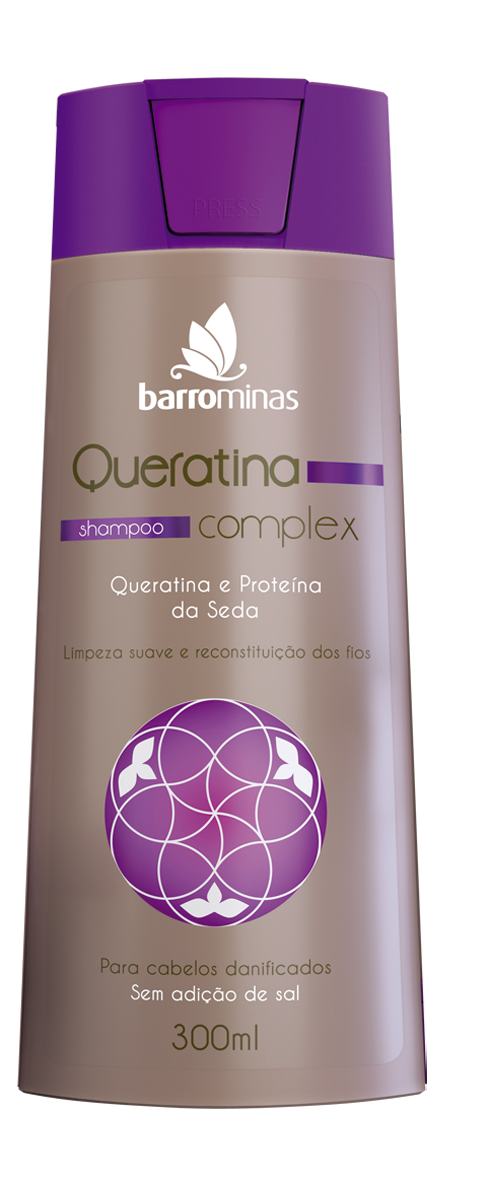 PRESS
barrominas
Queratina
shampoo complex
Queratina e Proteína
da Seda
Limpeza suave e reconstituição dos fios
Para cabelos danificados
Sem adição de sal
300ml